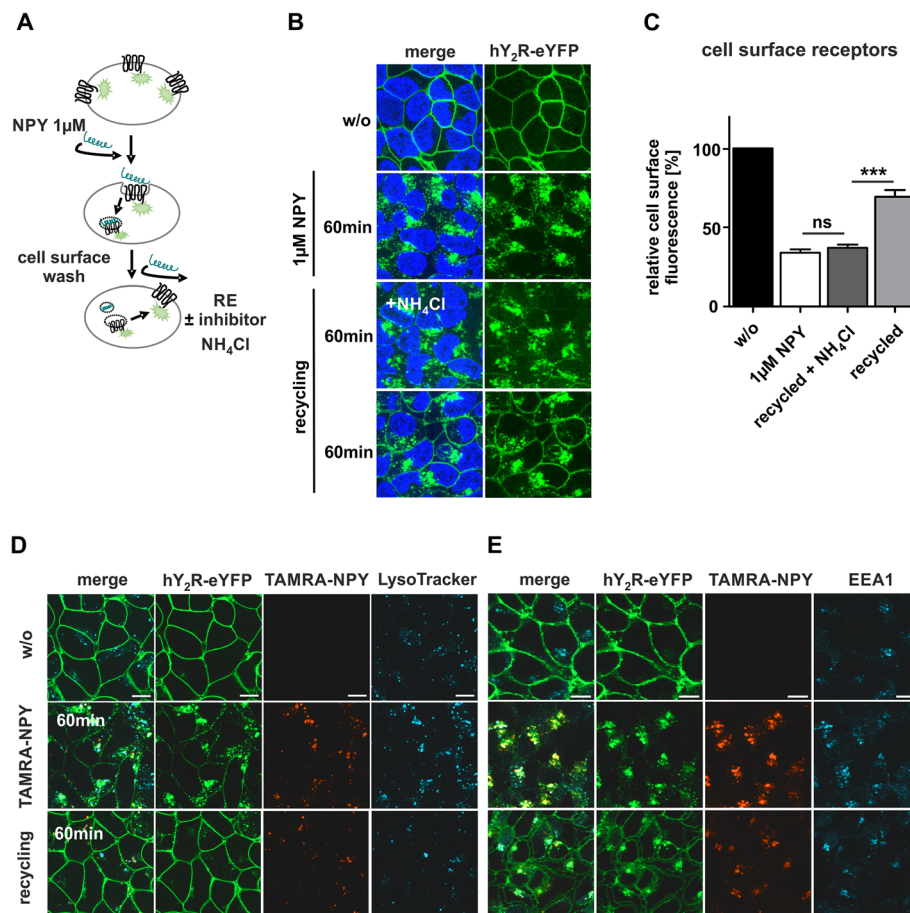 A
NPY 1µM
cell surface
wash
RE
± inhibitor
NH4Cl
B
merge
hY2R-eYFP
w/o
1µM NPY
60min
recycling
+NH4Cl
60min
60min
C
cell surface receptors
relative cell surface
fluorescence [%]
100
50
0
ns
***
w/o
1µM NPY
recycled + NH4Cl
recycled
D
merge
hY2R-eYFP
TAMRA-NPY
LysoTracker
w/o
TAMRA-NPY
60min
recycling
60min
E
merge
hY2R-eYFP
TAMRA-NPY
EEA1